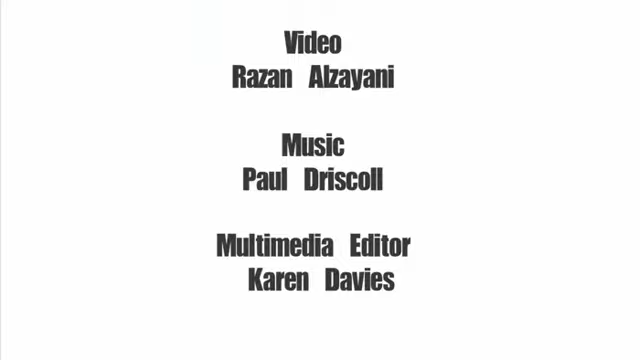 Video
Razan Alzayani
Music
Paul Driscoll
Multimedia Editor
Karen Davies